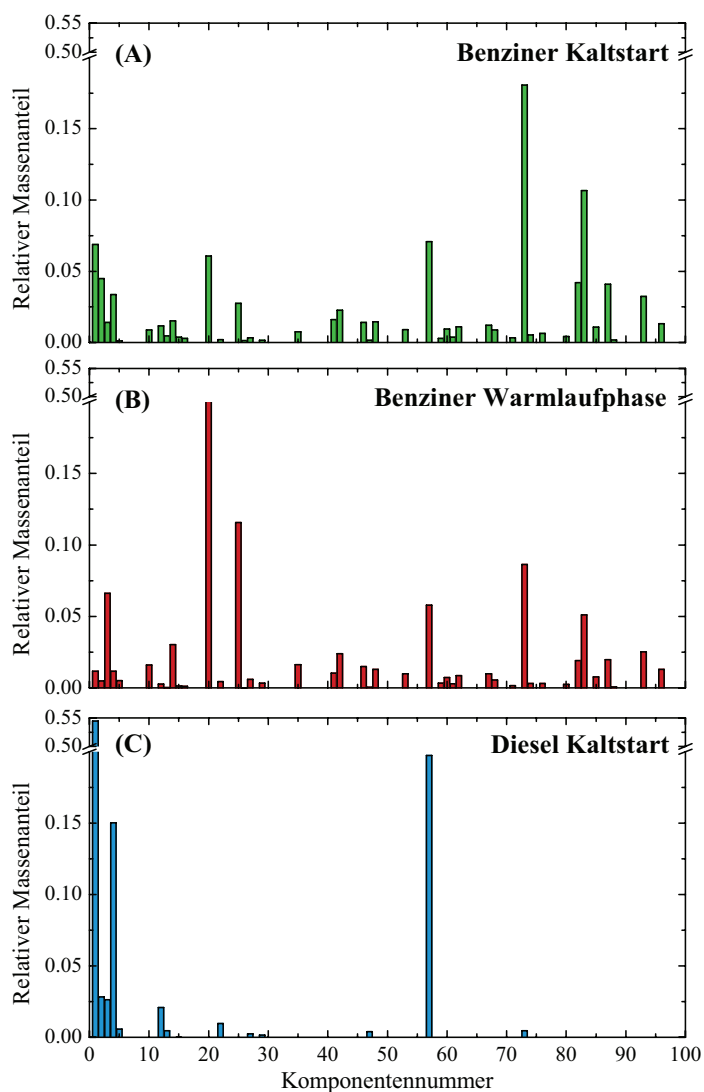 0.55
0.50
(A)
Benziner Kaltstart
0.15
0.10
0.05
0.00
Relativer Massenanteil
0.55
0.50
(B)
Benziner Warmlaufphase
0.15
0.10
0.05
0.00
Relativer Massenanteil
0.55
0.50
(C)
Diesel Kaltstart
0.15
0.10
0.05
0.00
Relativer Massenanteil
0 10 20 30 40 50 60 70 80 90 100
Komponentennummer